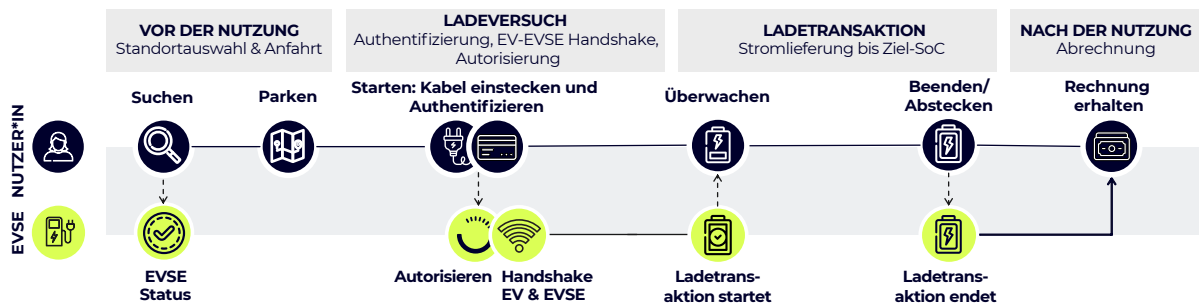 VOR DER NUTZUNG
Standortauswahl & Anfahrt
LADEVERSUCH
Authentifizierung, EV-EVSE Handshake,
Autorisierung
LADETRANSAKTION
Stromlieferung bis Ziel-SoC
NACH DER NUTZUNG
Abrechnung
Suchen
Parken
Starten: Kabel einstecken und
Authentifizieren
Überwachen
Beenden/
Abstecken
Rechnung
erhalten
NUTZER*IN
EVSE
EVSE
Status
Autorisieren
Handshake
EV & EVSE
Ladetrans-
aktion startet
Ladetrans-
aktion endet